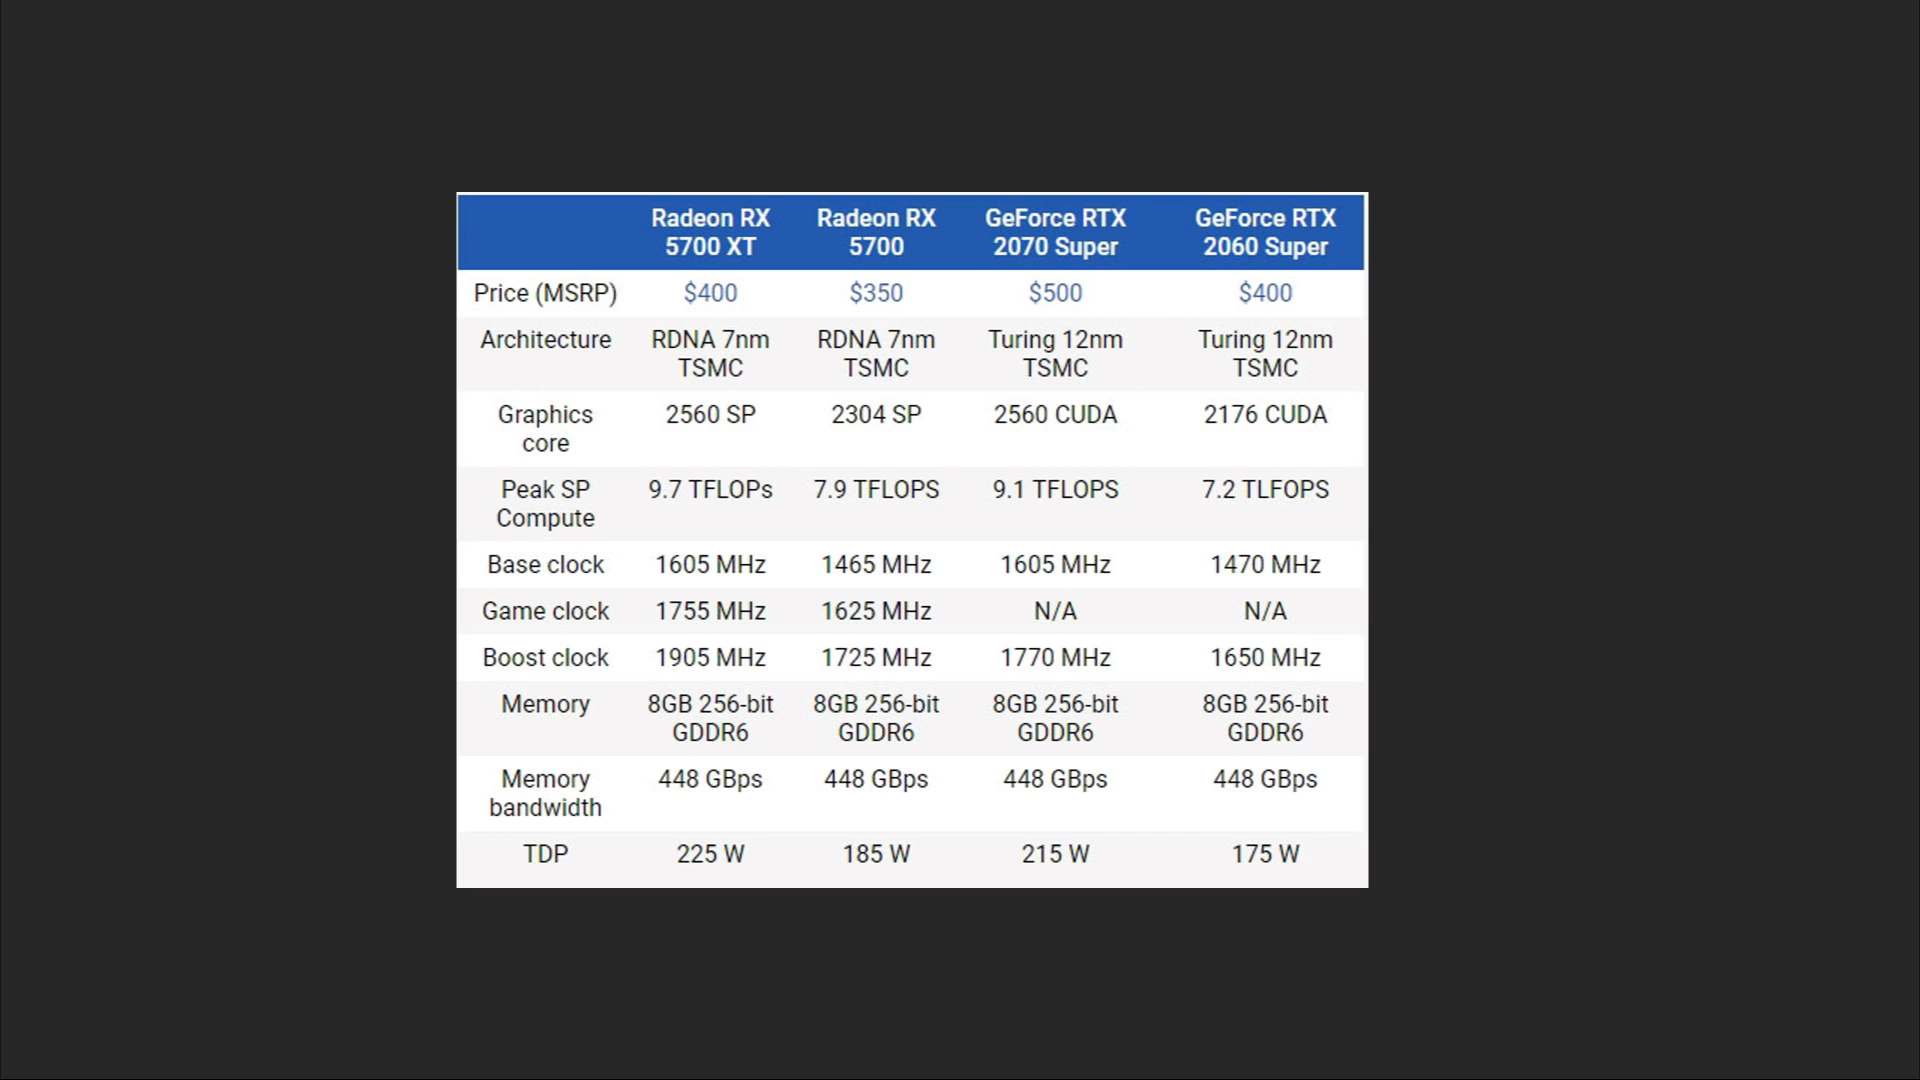 Radeon RX Radeon RX GeForce RTX GeForce RTX
5700 XT 5700 2070 Super 2060 Super
Price (MSRP) $400 $350 $500 $400
Architecture RDNA 7nm RDNA 7nm Turing 12nm Turing 12nm
TSMC TSMC TSMC TSMC
Graphics 2560 SP 2304 SP 2560 CUDA 2176 CUDA
core
Peak SP 9.7 TFLOPs 7.9 TFLOPS 9.1 TFLOPS 7.2 TLFOPS
Compute
Base clock 1605 MHz 1465 MHz 1605 MHz 1470 MHz
Game clock 1755 MHz 1625 MHz N/A N/A
Boost clock 1905 MHz 1725 MHz 1770 MHz 1650 MHz
Memory 8GB 256-bit 8GB 256-bit 8GB 256-bit 8GB 256-bit
GDDR6 GDDR6 GDDR6 GDDR6
Memory 448 GBps 448 GBps 448 GBps 448 GBps
bandwidth
TDP 225 W 185 W 215 W 175 W